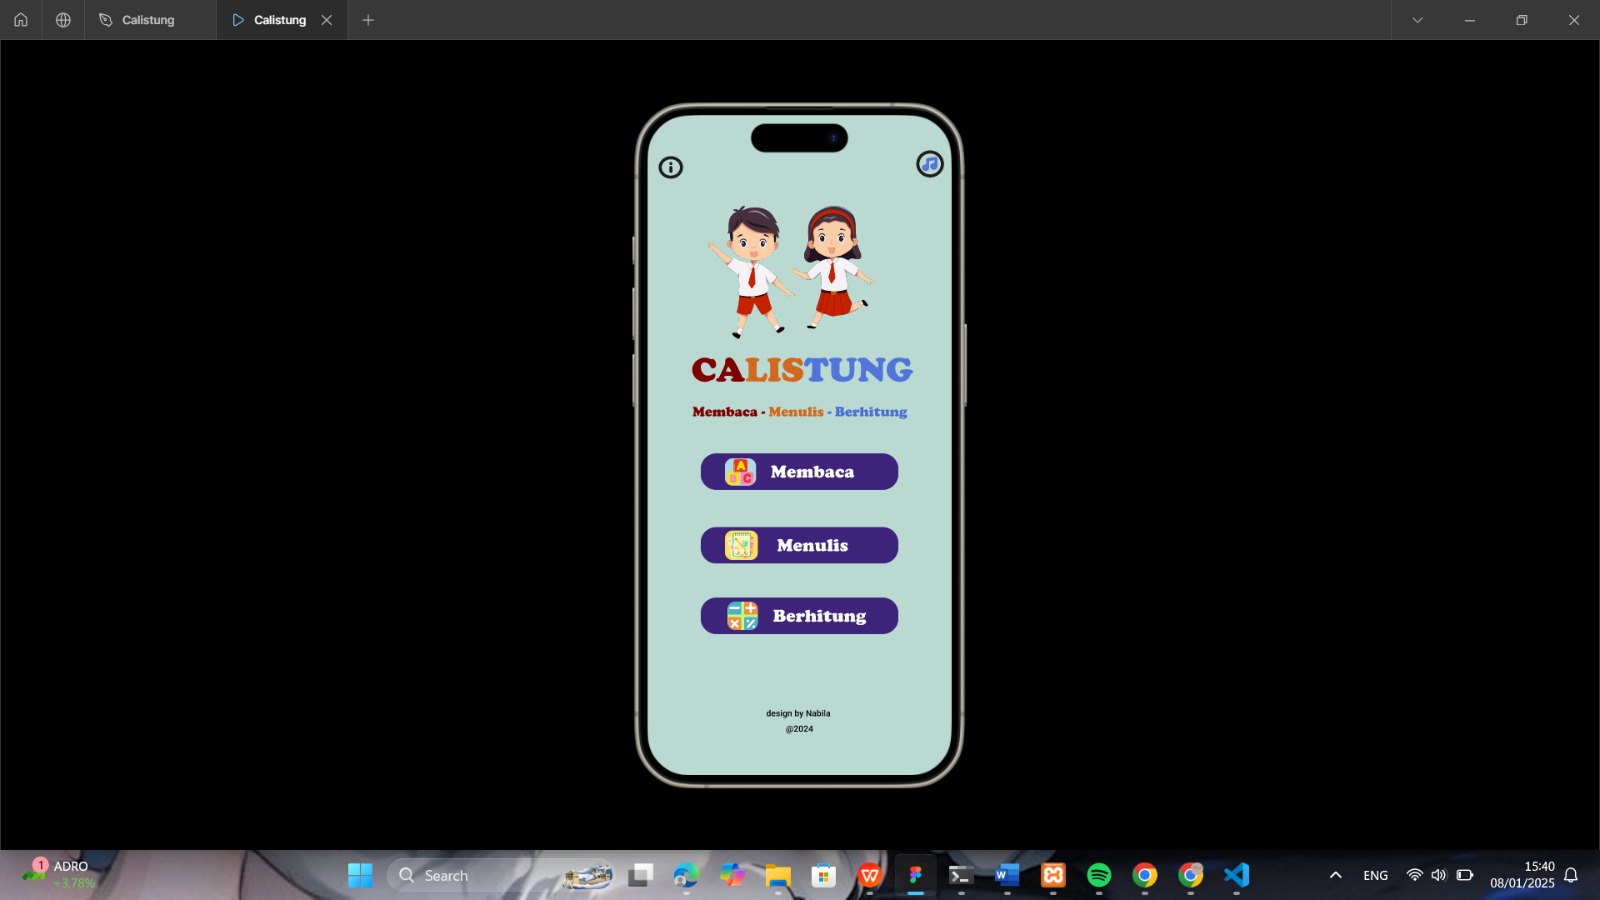 Calistung
Calistung
CALISTUNG
Membaca - Menulis - Berhitung
A
B C
Membaca
Menulis
Berhitung
design by Nabila
@2024
1
ADRO
+3.78%
Search
ENG
15:40
08/01/2025